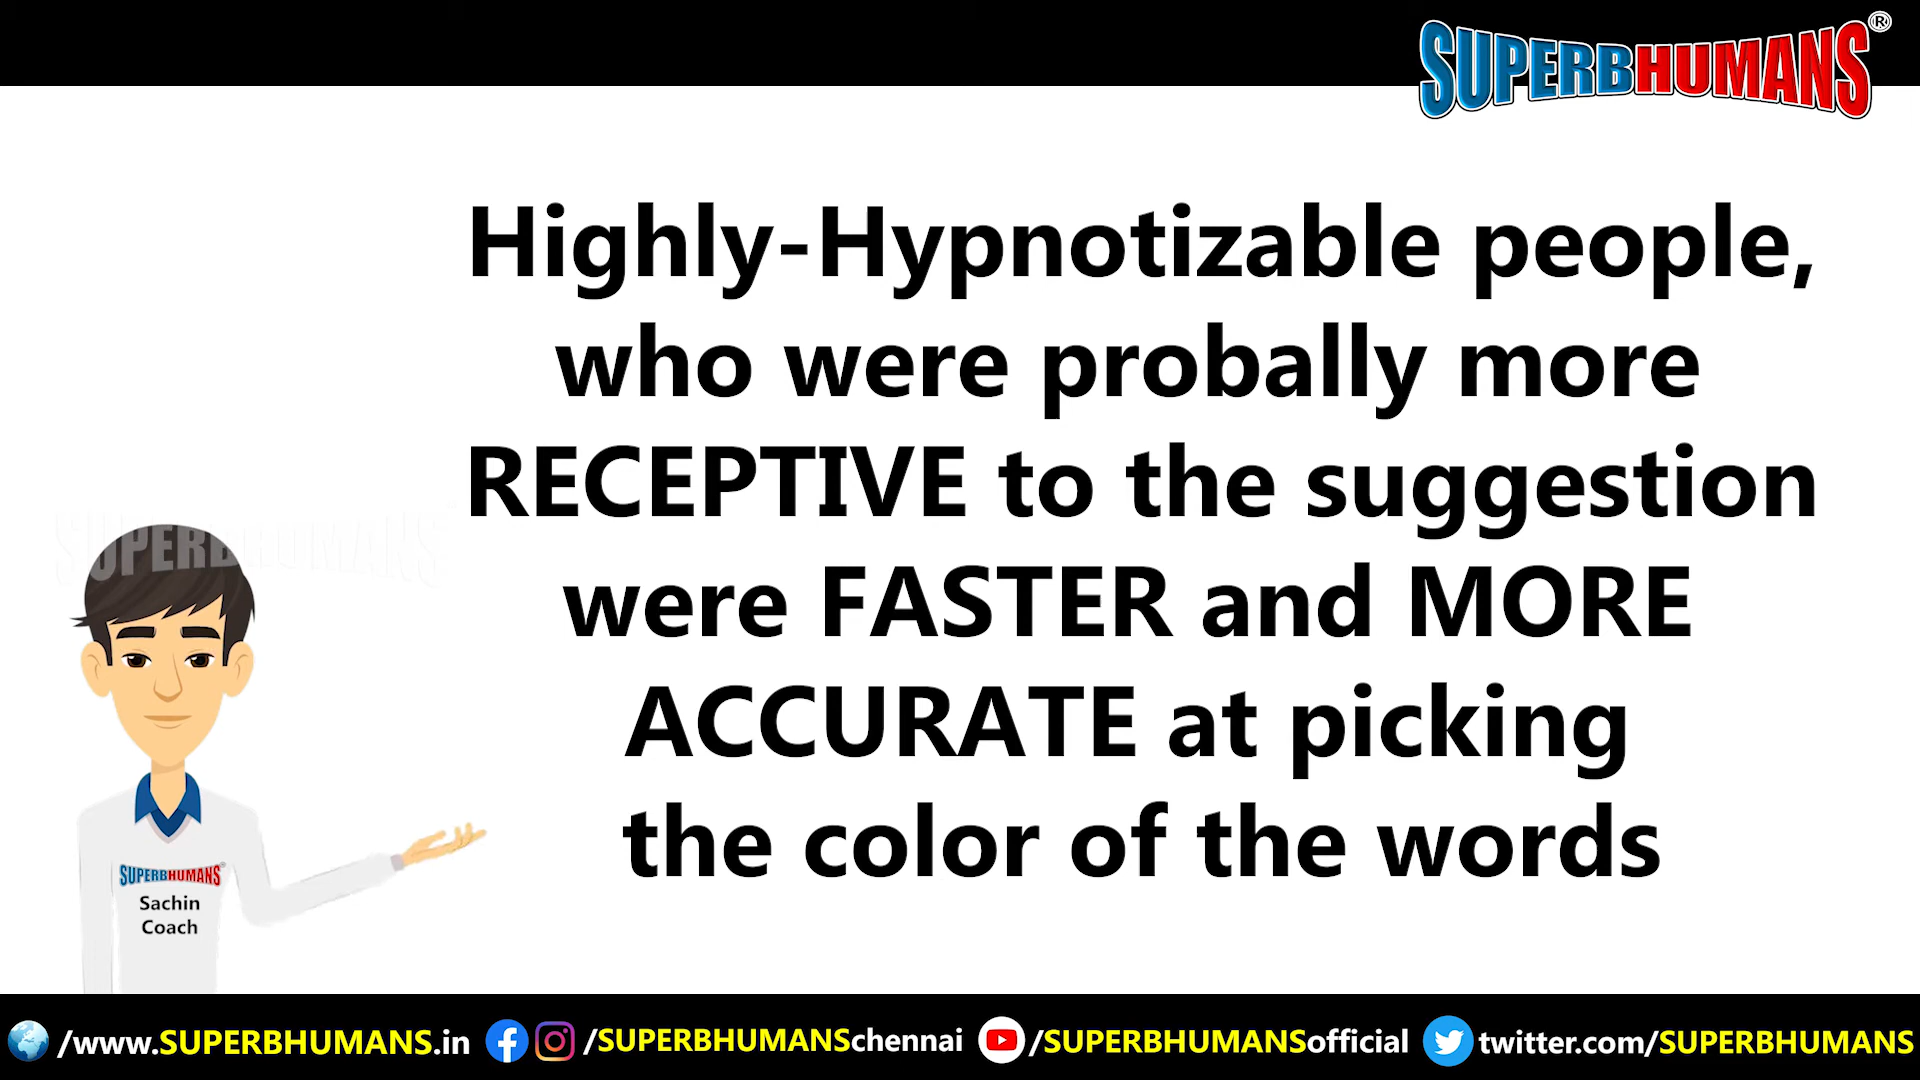 SUPERBHUMANS®
Highly-Hypnotizable people,
who were probally more
RECEPTIVE to the suggestion
were FASTER and MORE
ACCURATE at picking
the color of the words
SUPERBHUMANS
SUPERBHUMANS®
Sachin
Coach
/www.SUPERBHUMANS.in /SUPERBHUMANSchennai /SUPERBHUMANSofficial twitter.com/SUPERBHUMANS